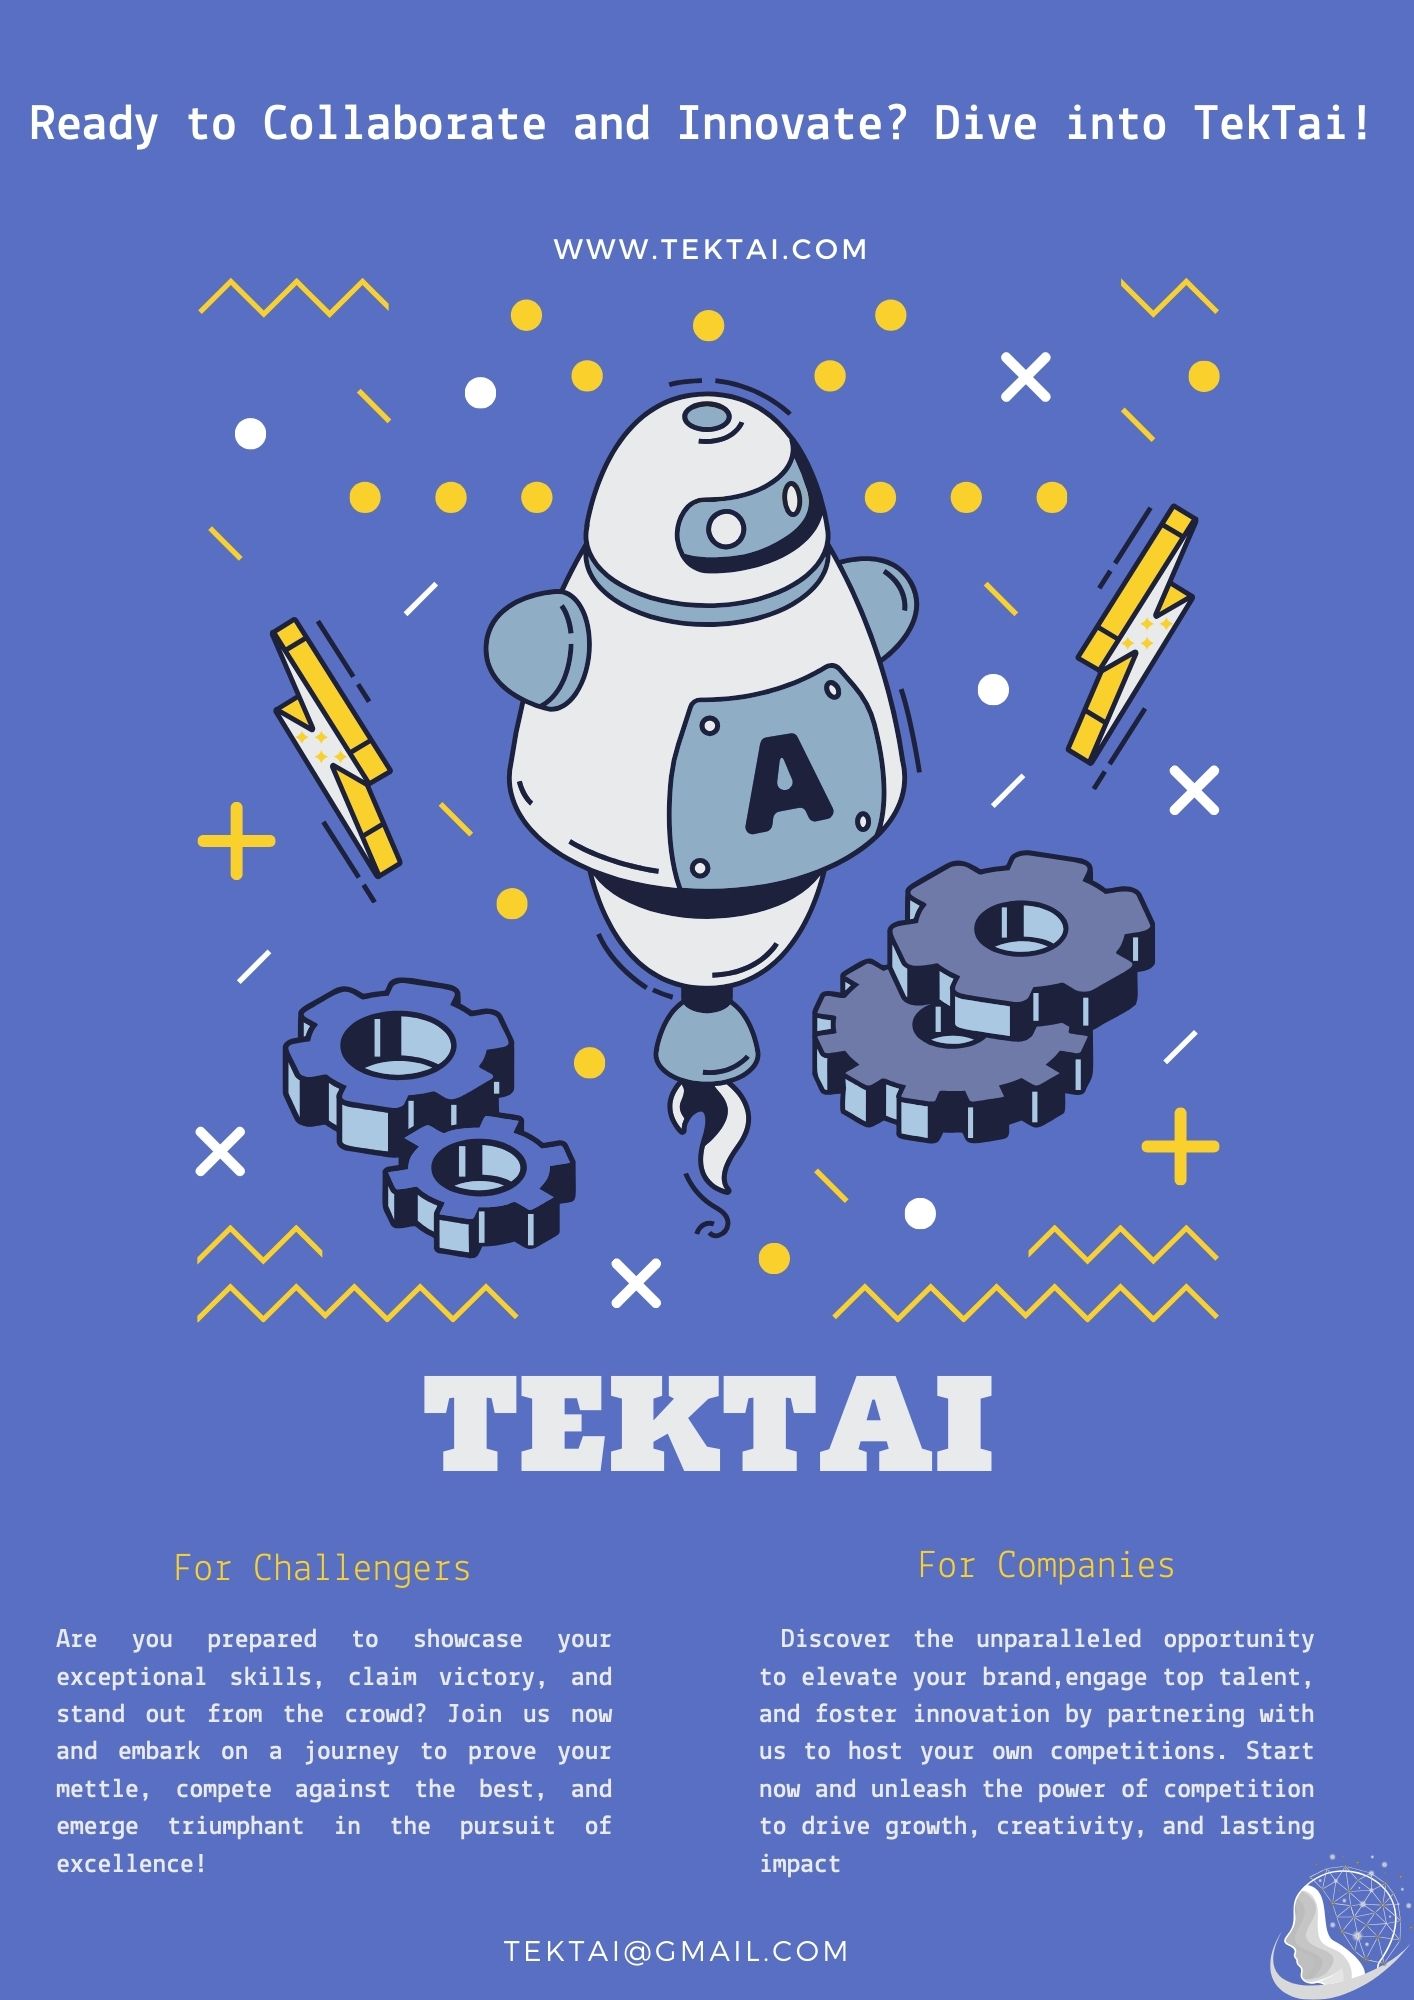 Ready to Collaborate and Innovate? Dive into TekTai!
WWW.TEKTAI.COM
A
TEKTAI
For Challengers
Are you prepared to showcase your
exceptional skills, claim victory, and
stand out from the crowd? Join us now
and embark on a journey to prove your
mettle, compete against the best, and
emerge triumphant in the pursuit of
excellence!
For Companies
Discover the unparalleled opportunity
to elevate your brand,engage top talent,
and foster innovation by partnering with
us to host your own competitions. Start
now and unleash the power of competition
to drive growth, creativity, and lasting
impact
TEKTAI@GMAIL.COM